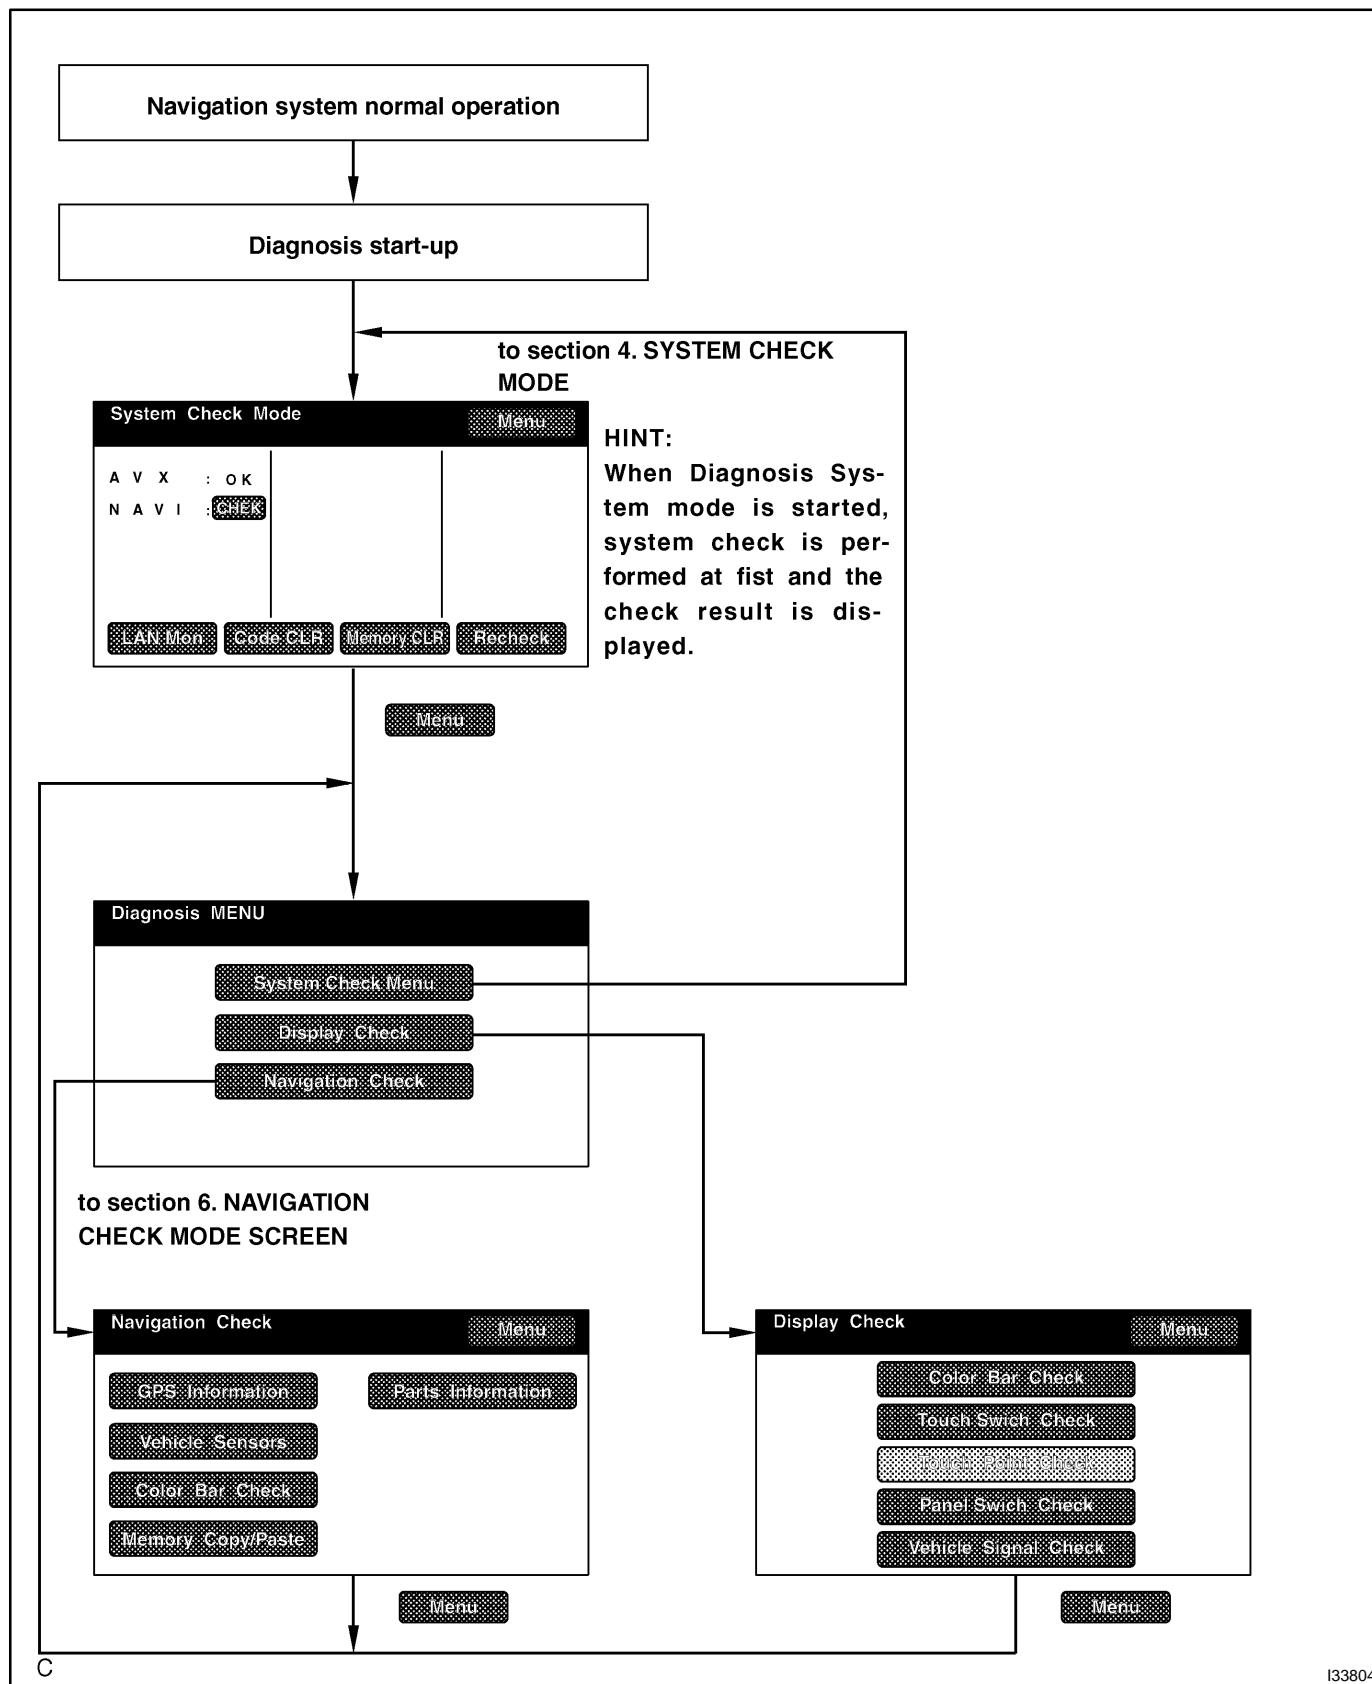 Navigation system normal operation
Diagnosis start-up
to section 4. SYSTEM CHECK
MODE
System Check Mode
Menu
AVX : OK
NAVI : CHEK
LAN Mon
Code CLR
Memory CLR
Recheck
HINT:
When Diagnosis Sys-
tem mode is started,
system check is per-
formed at fist and the
check result is dis-
played.
Menu
Diagnosis MENU
System Check Menu
Display Check
Navigation Check
to section 6. NAVIGATION
CHECK MODE SCREEN
Navigation Check
Menu
GPS Information
Parts Information
Vehicle Sensors
Color Bar Check
Memory Copy/Paste
Menu
Display Check
Menu
Color Bar Check
Touch Swich Check
Touch Point Check
Panel Swich Check
Vehicle Signal Check
Menu
C
I33804